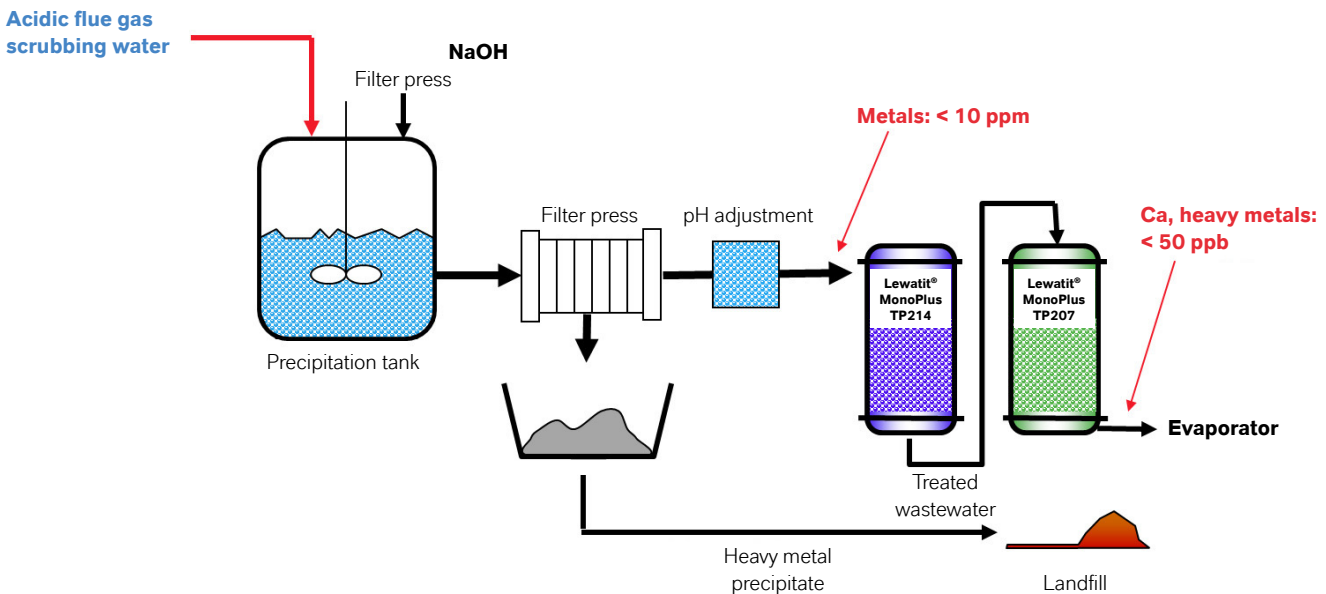 Acidic flue gas
scrubbing water
NaOH
Filter press
Metals: < 10 ppm
Filter press
pH adjustment
Ca, heavy metals:
< 50 ppb
Lewatit®
MonoPlus
TP214
Lewatit®
MonoPlus
TP207
Precipitation tank
Evaporator
Treated
wastewater
Heavy metal
precipitate
Landfill